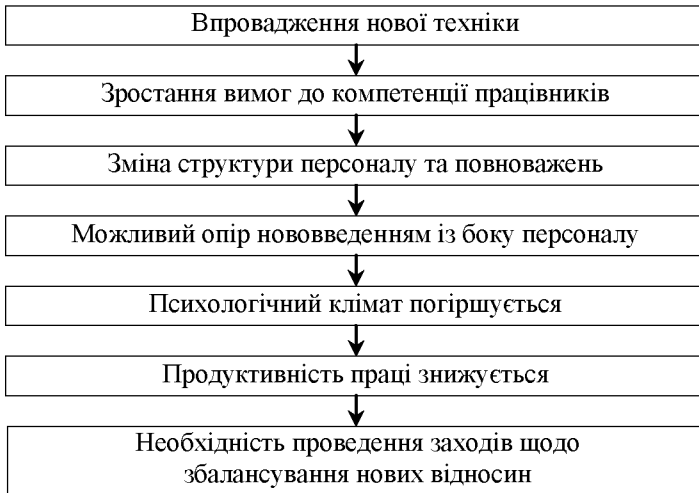 Впровадження нової техніки
Зростання вимог до компетенції працівників
Зміна структури персоналу та повноважень
Можливий опір нововведенням із боку персоналу
Психологічний клімат погіршується
Продуктивність праці знижується
Необхідність проведення заходів щодо
збалансування нових відносин